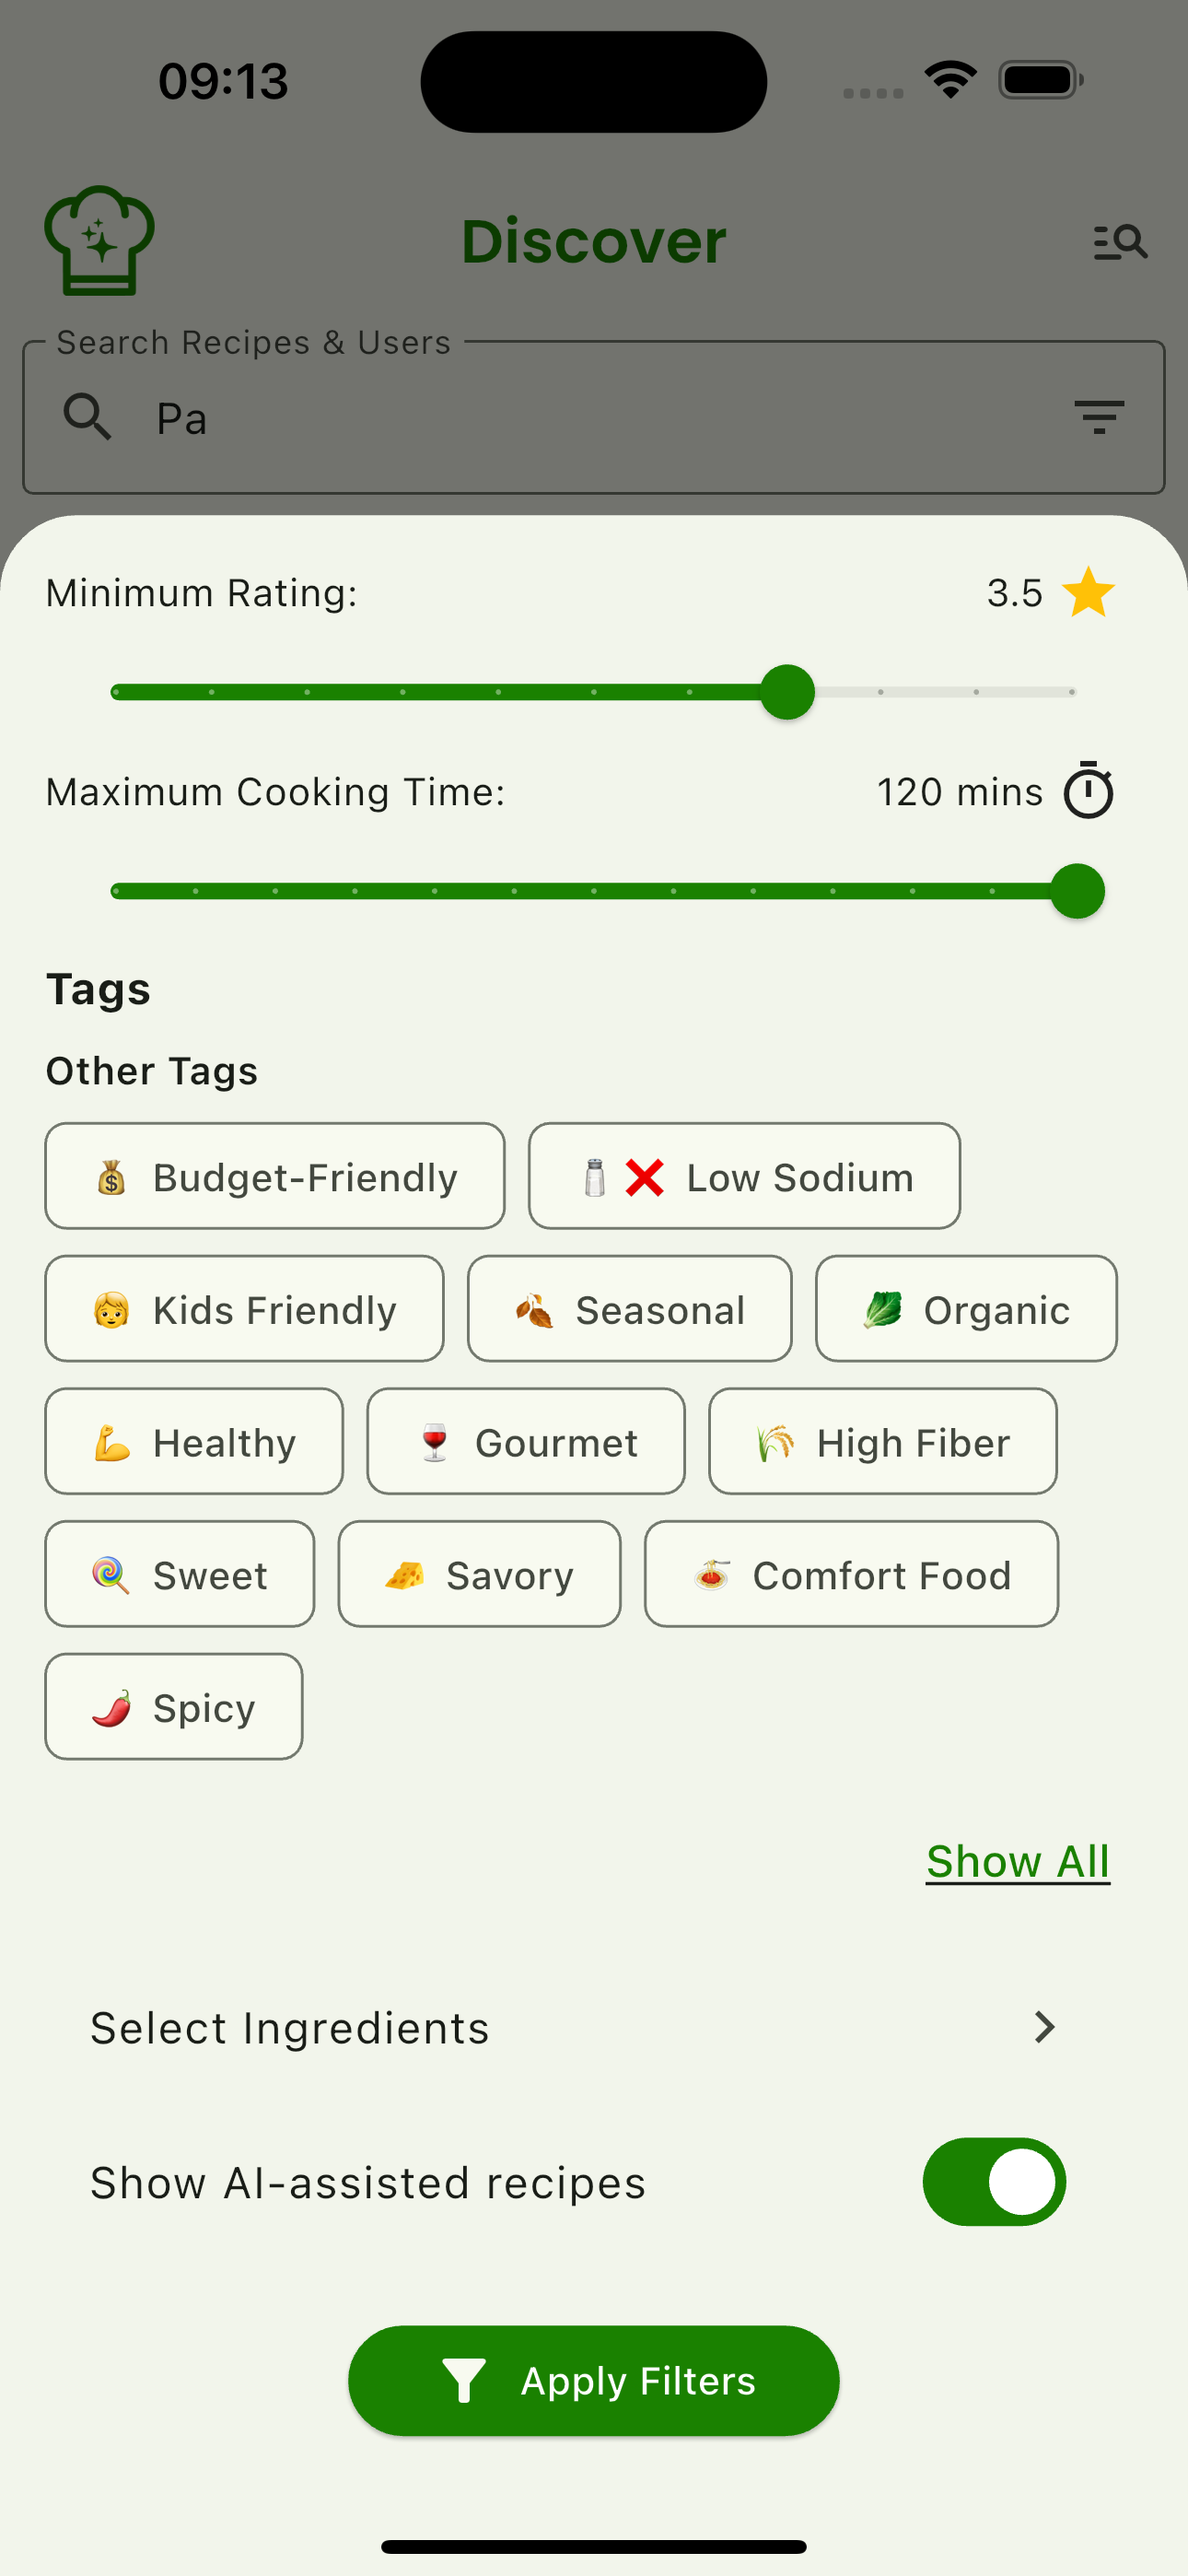 09:13
Discover
Search Recipes & Users
Pa
Minimum Rating: 3.5
Maximum Cooking Time: 120 mins
Tags
Other Tags
Budget-Friendly Low Sodium
Kids Friendly Seasonal Organic
Healthy Gourmet High Fiber
Sweet Savory Comfort Food
Spicy
Show All
Select Ingredients
Show AI-assisted recipes
Apply Filters